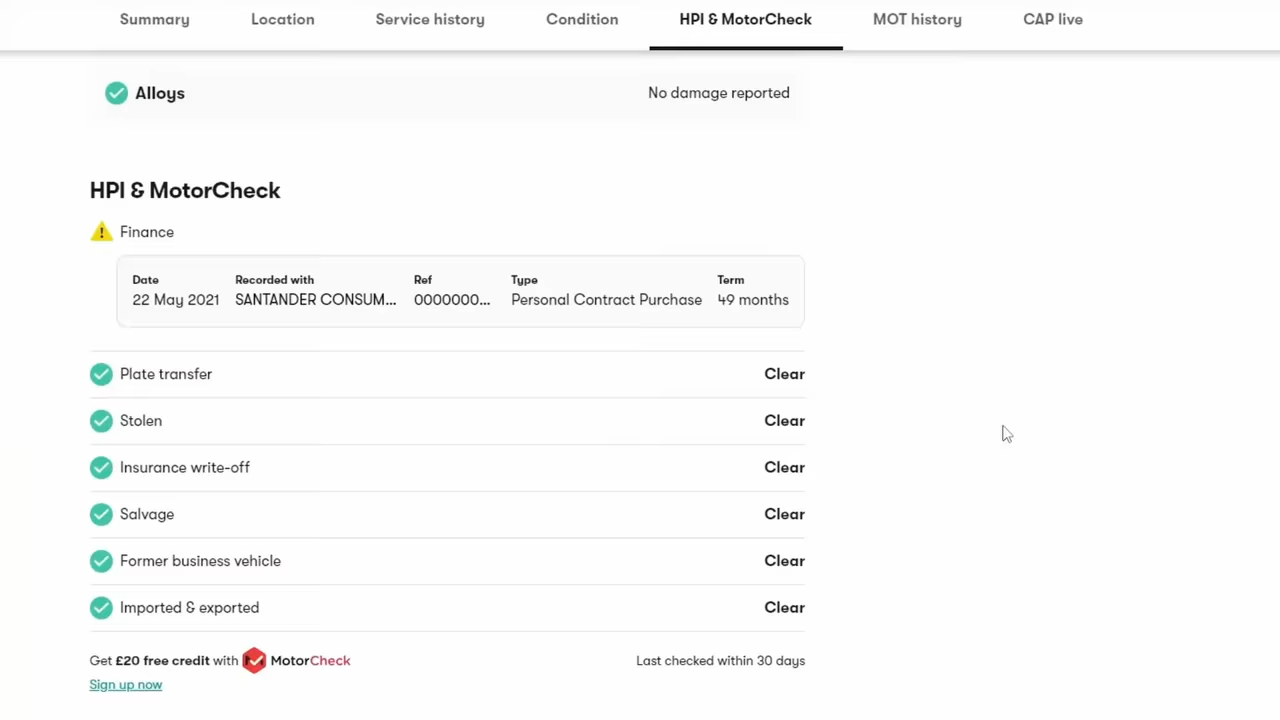 Summary Location Service history Condition HPI & MotorCheck MOT history CAP live
Alloys No damage reported
HPI & MotorCheck
Finance
Date Recorded with Ref Type Term
22 May 2021 SANTANDER CONSUM... 0000000... Personal Contract Purchase 49 months
Plate transfer Clear
Stolen Clear
Insurance write-off Clear
Salvage Clear
Former business vehicle Clear
Imported & exported Clear
Get £20 free credit with MotorCheck Last checked within 30 days
Sign up now